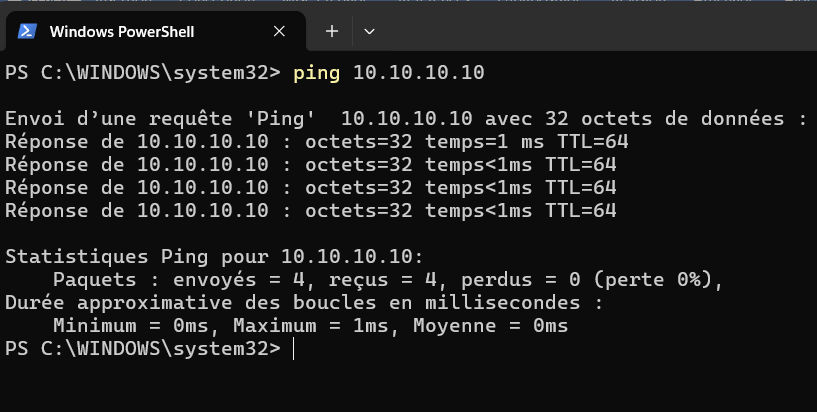 Windows PowerShell
PS C:\WINDOWS\system32> ping 10.10.10.10
Envoi d’une requête 'Ping'  10.10.10.10 avec 32 octets de données :
Réponse de 10.10.10.10 : octets=32 temps=1 ms TTL=64
Réponse de 10.10.10.10 : octets=32 temps<1ms TTL=64
Réponse de 10.10.10.10 : octets=32 temps<1ms TTL=64
Réponse de 10.10.10.10 : octets=32 temps<1ms TTL=64
Statistiques Ping pour 10.10.10.10:
    Paquets : envoyés = 4, reçus = 4, perdus = 0 (perte 0%),
Durée approximative des boucles en millisecondes :
    Minimum = 0ms, Maximum = 1ms, Moyenne = 0ms
PS C:\WINDOWS\system32>